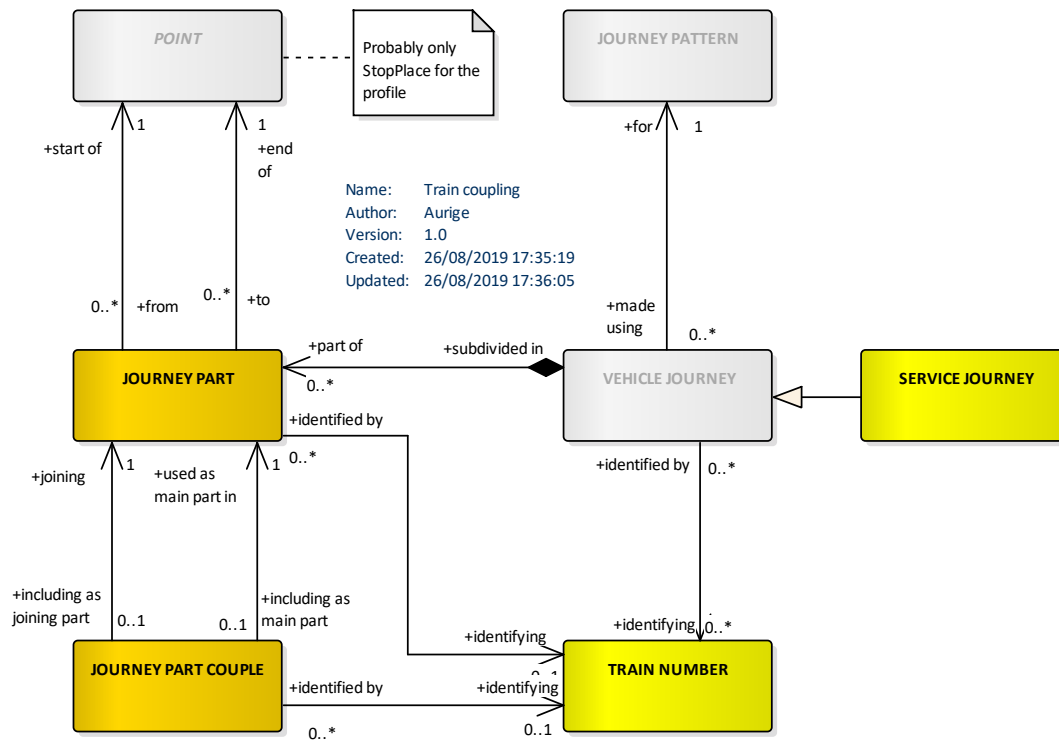 POINT
Probably only
StopPlace for the
profile
JOURNEY PATTERN
1
+start of
1
+end
of
+for
1
Name: Train coupling
Author: Aurige
Version: 1.0
Created: 26/08/2019 17:35:19
Updated: 26/08/2019 17:36:05
0..*
+from
0..*
+to
+made
using
0..*
JOURNEY PART
+part of
0..*
+subdivided in
VEHICLE JOURNEY
SERVICE JOURNEY
+identified by
0..*
+identified by
0..*
+joining
1
+used as
main part in
1
+including as
joining part
0..1
0..1
+including as
main part
+identifying
0..*
+identifying
0..1
JOURNEY PART COUPLE
TRAIN NUMBER
+identified by
0..*
+identifying
0..1